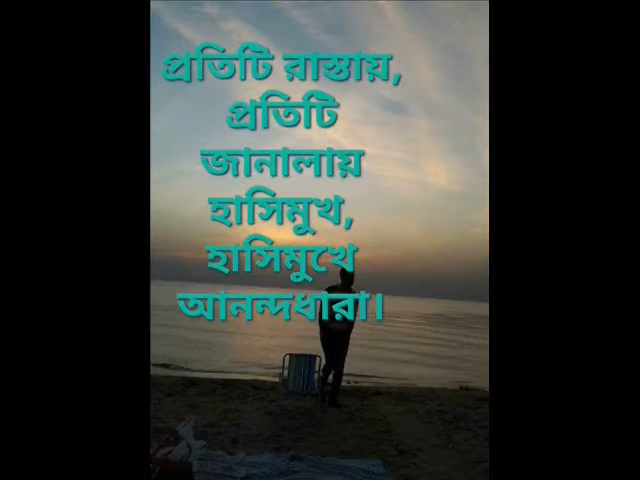 প্রতিটি রাস্তায়,
প্রতিটি
জানালায়
হাসিমুখ,
হাসিমুখে
আনন্দধারা।